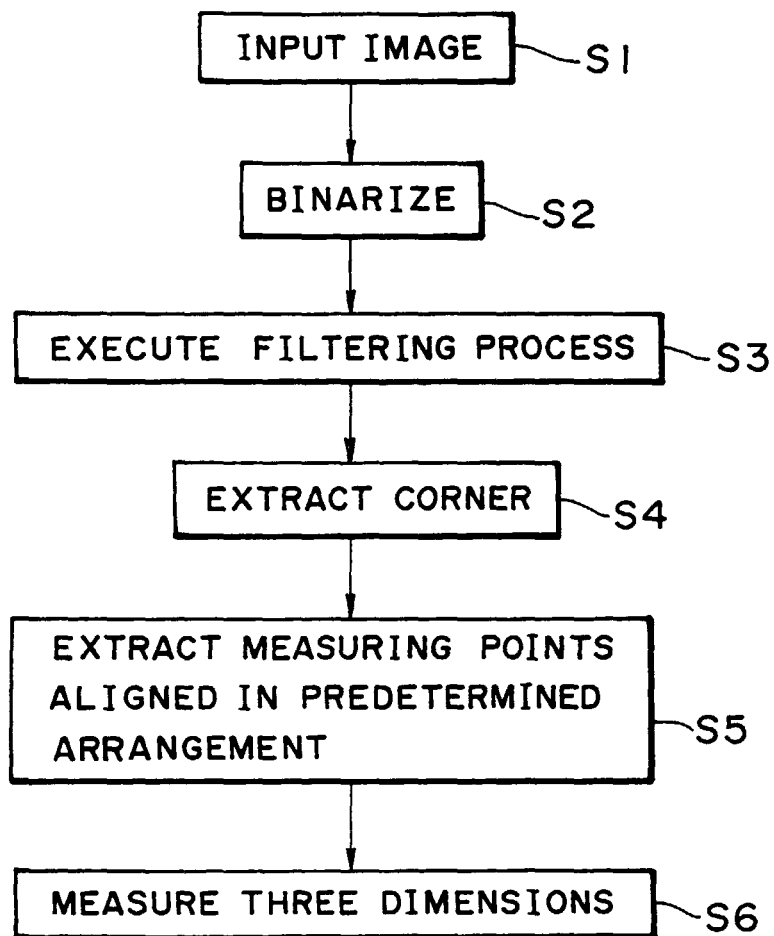 INPUT IMAGE
S1
BINARIZE
S2
EXECUTE FILTERING PROCESS
S3
EXTRACT CORNER
S4
EXTRACT MEASURING POINTS
ALIGNED IN PREDETERMINED
ARRANGEMENT
S5
MEASURE THREE DIMENSIONS
S6